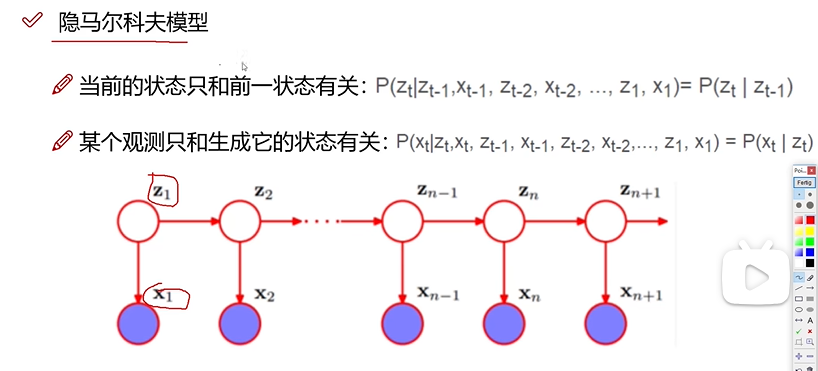 隐马尔科夫模型
当前的状态只和前一状态有关：P(zt|zt-1,xt-1, zt-2, xt-2, ..., z1, x1)= P(zt | zt-1)
某个观测只和生成它的状态有关：P(xt|zt,xt, zt-1, xt-1, zt-2, xt-2,..., z1, x1) = P(xt | zt)
z1 z2 zn−1 zn zn+1
x1 x2 xn−1 xn xn+1
Poi...
Fertig
A